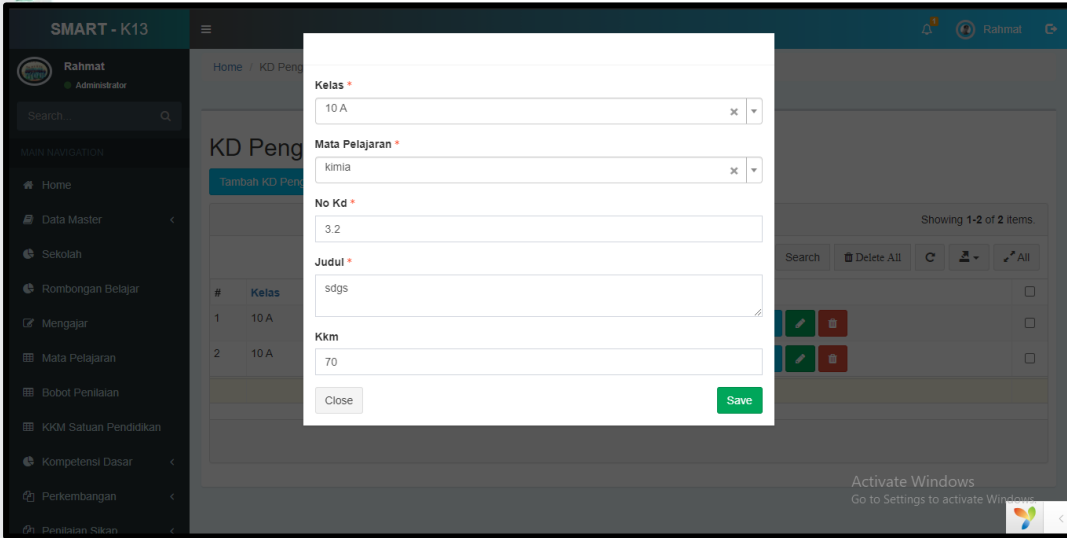 SMART - K13
1
Rahmat
Rahmat
Administrator
Home / KD Peng
Search...
MAIN NAVIGATION
Home
Data Master
Sekolah
Rombongan Belajar
Mengajar
Mata Pelajaran
Bobot Penilaian
KKM Satuan Pendidikan
Kompetensi Dasar
Perkembangan
Penilaian Sikap
KD Peng
Tambah KD Peng
Showing 1-2 of 2 items.
Search Delete All All
# Kelas
1 10 A
2 10 A
Kelas *
10 A
Mata Pelajaran *
kimia
No Kd *
3.2
Judul *
sdgs
Kkm
70
Close Save
Activate Windows
Go to Settings to activate Windows.